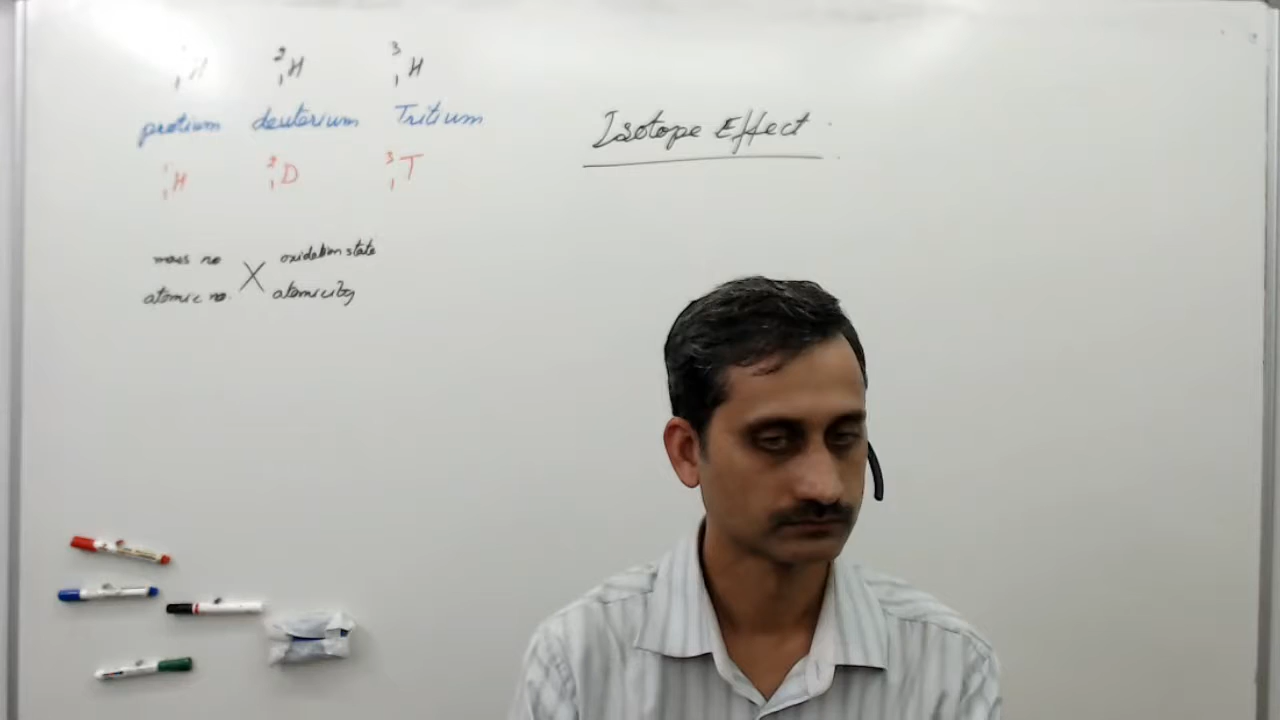 ¹₁H ²₁H ³₁H
protium deuterium Tritium
¹₁H ²₁D ³₁T
Isotope Effect
mass no oxidation state
X
atomic no. atomicity